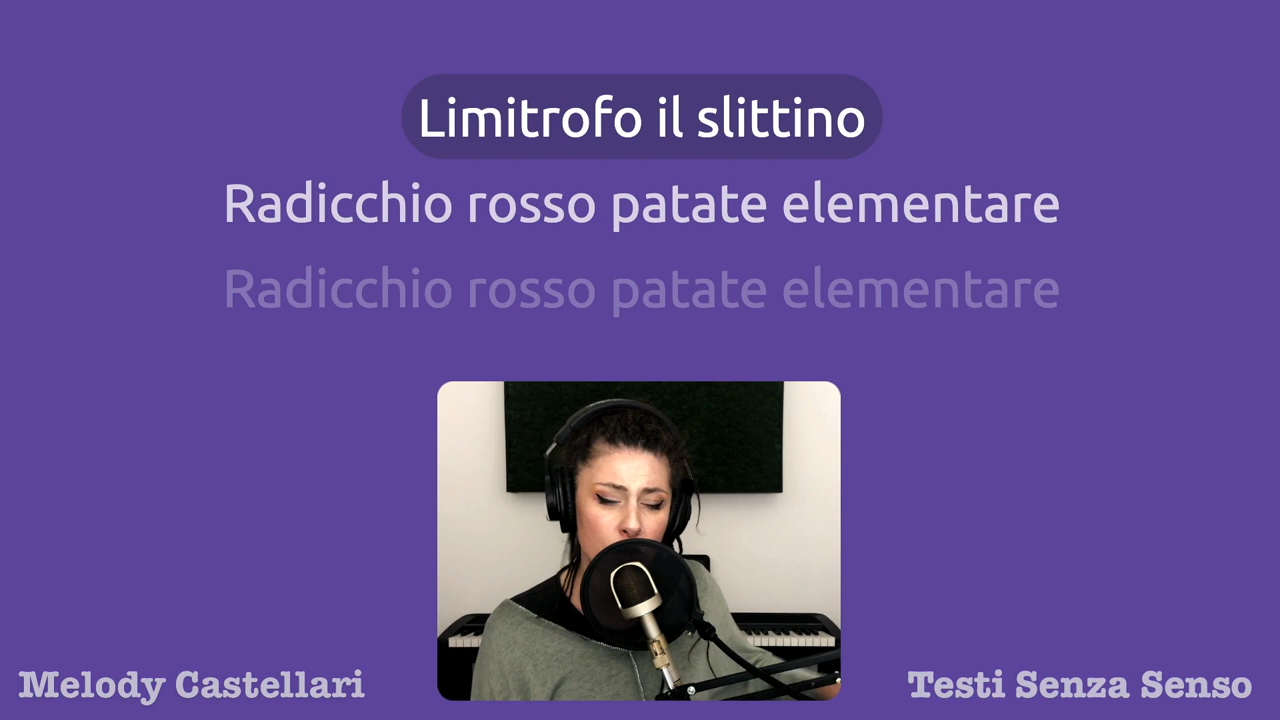 Limitrofo il slittino
Radicchio rosso patate elementare
Radicchio rosso patate elementare
Melody Castellari
Testi Senza Senso